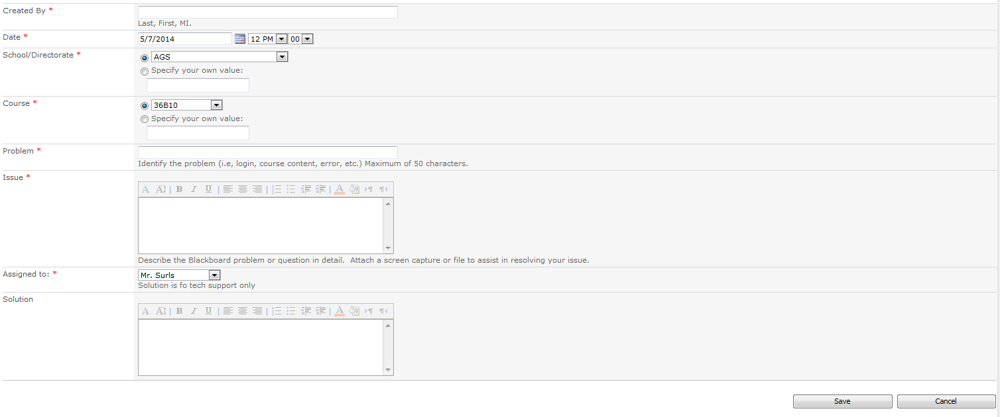 Created By *
Last, First, MI.
Date *
5/7/2014 12 PM 00
School/Directorate *
AGS
Specify your own value:
Course *
36B10
Specify your own value:
Problem *
Identify the problem (i.e, login, course content, error, etc.) Maximum of 50 characters.
Issue *
A A B I U A
Describe the Blackboard problem or question in detail.  Attach a screen capture or file to assist in resolving your issue.
Assigned to: *
Mr. Surls
Solution is fo tech support only
Solution
A A B I U A
Save Cancel